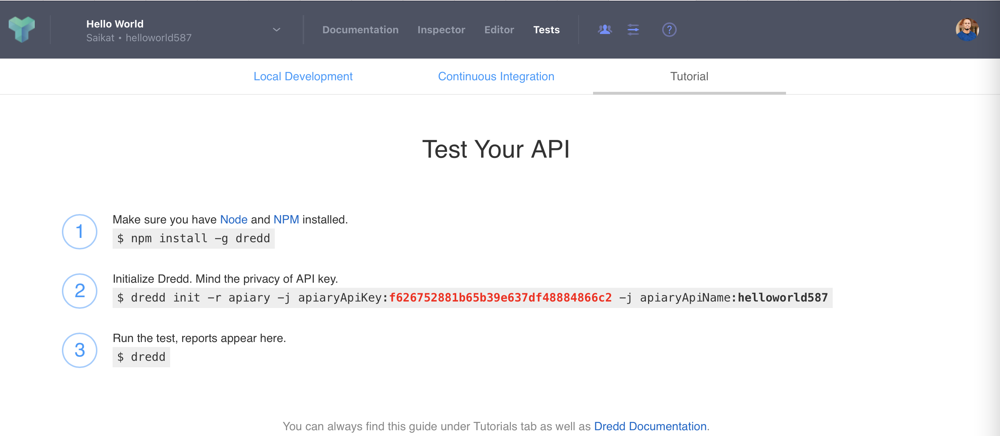 Hello World
Saikat • helloworld587
Documentation Inspector Editor Tests ?
Local Development Continuous Integration Tutorial
Test Your API
1
Make sure you have Node and NPM installed.
$ npm install -g dredd
2
Initialize Dredd. Mind the privacy of API key.
$ dredd init -r apiary -j apiaryApiKey:f626752881b65b39e637df48884866c2 -j apiaryApiName:helloworld587
3
Run the test, reports appear here.
$ dredd
You can always find this guide under Tutorials tab as well as Dredd Documentation.